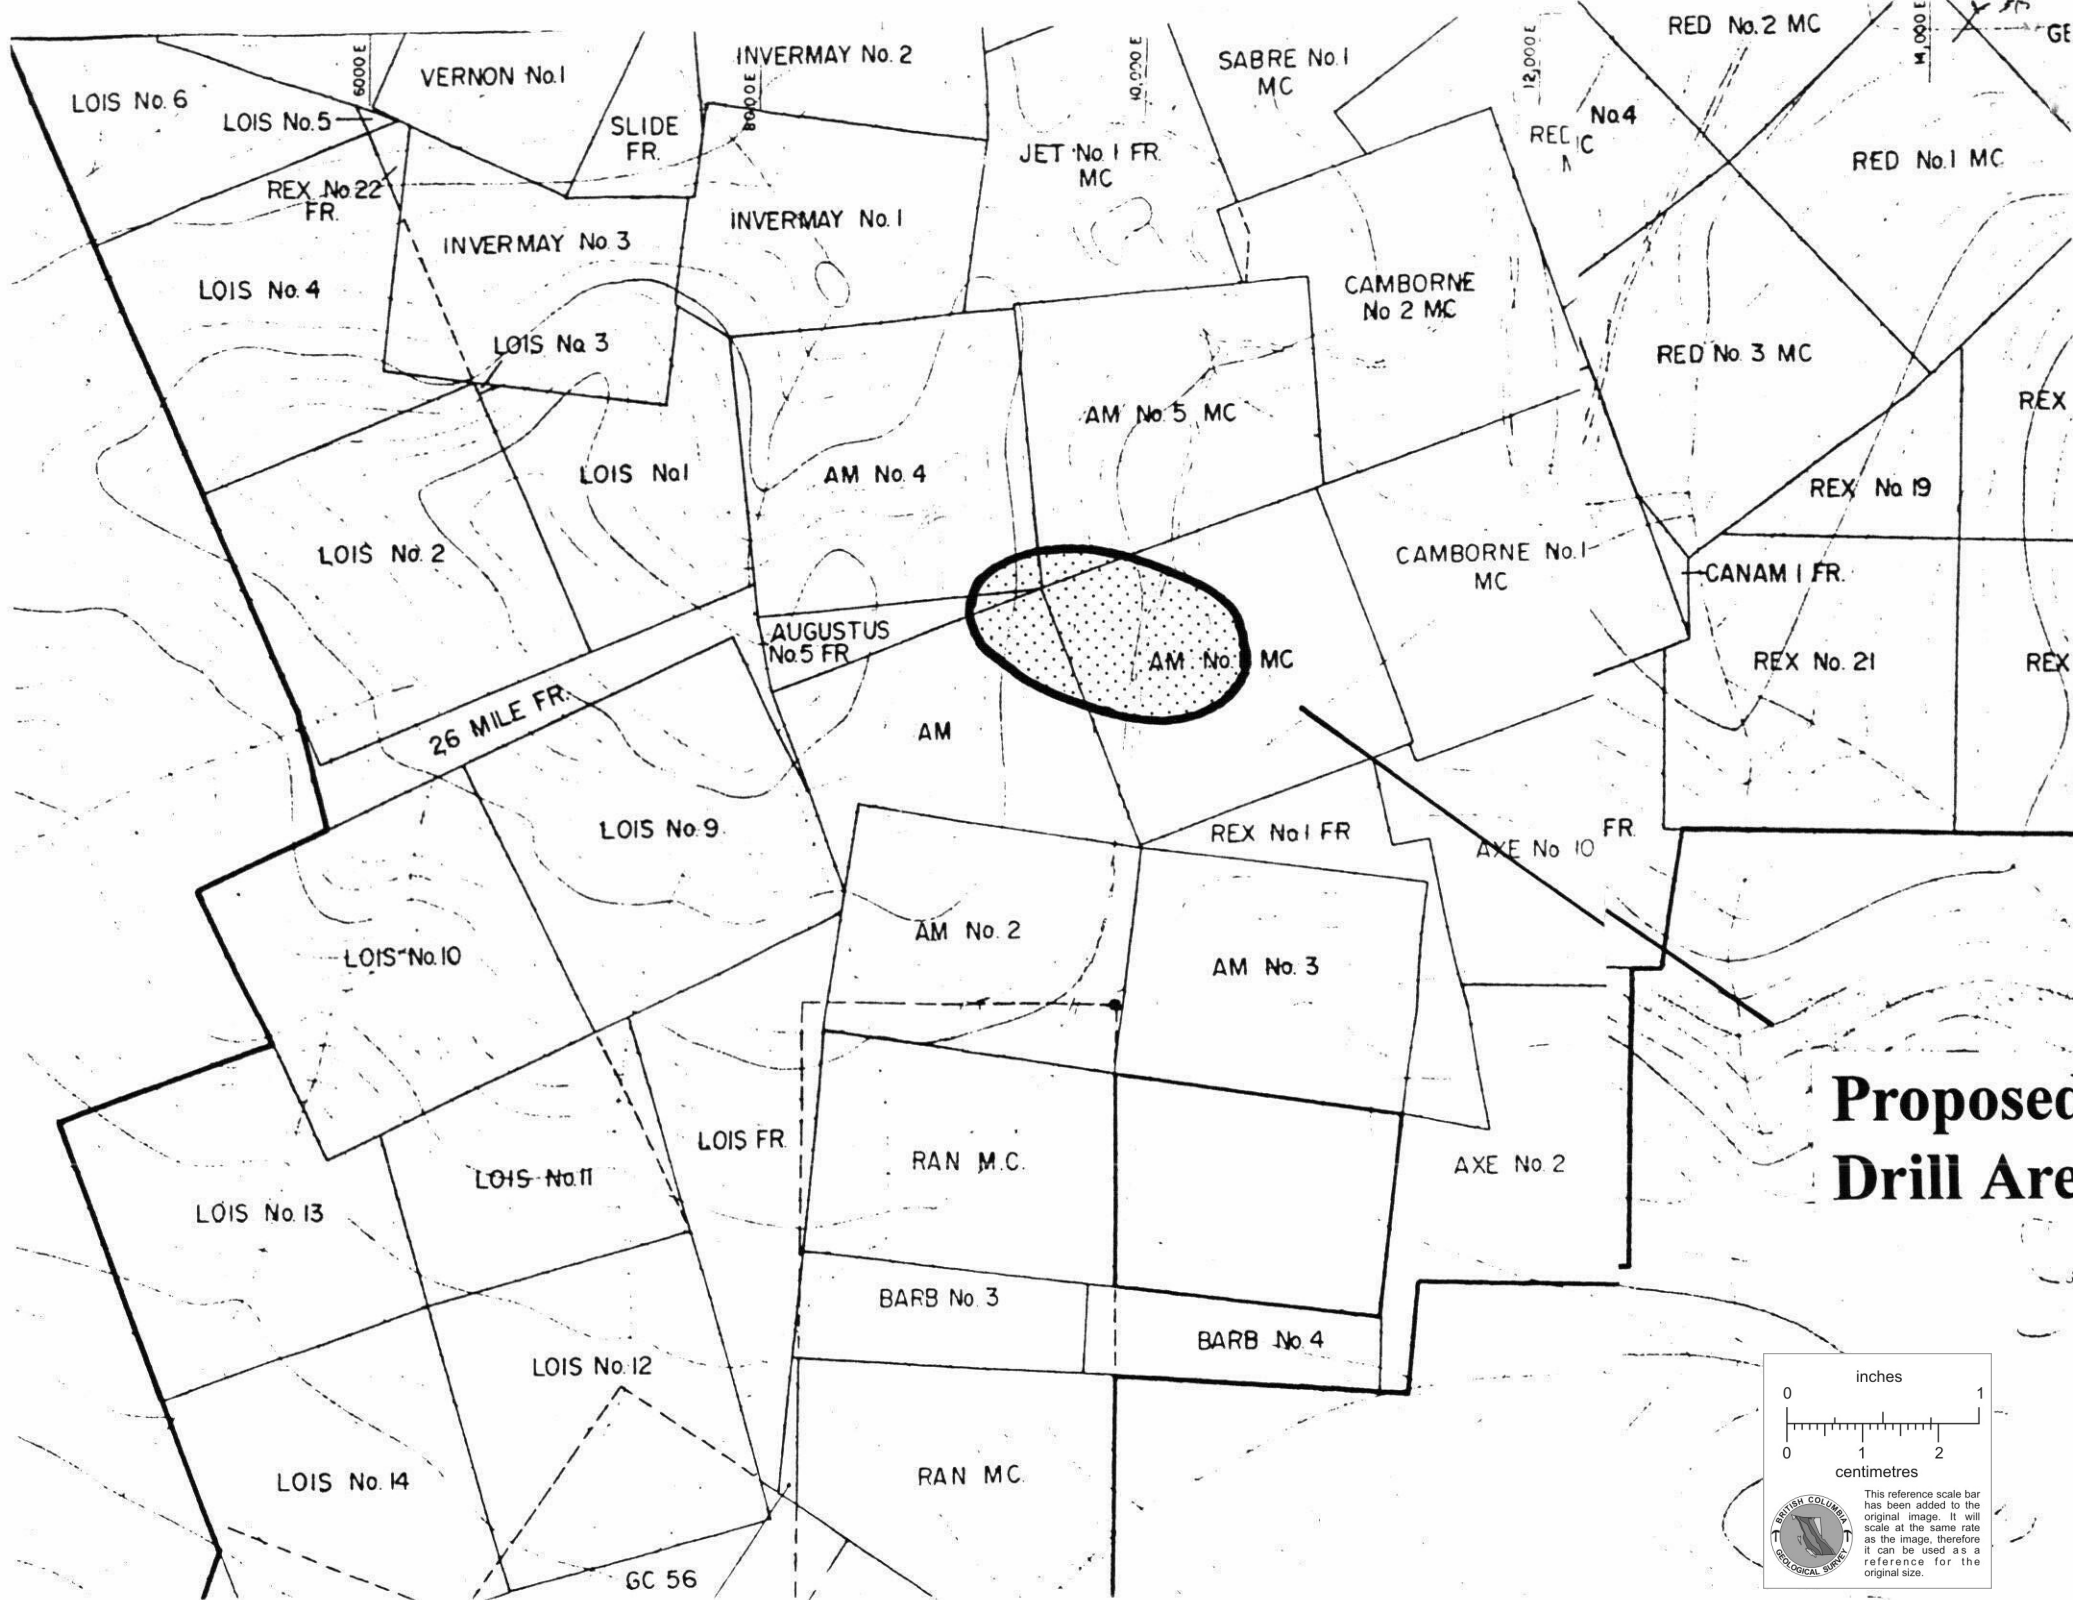 RED No. 2 MC
GE
6000 E
8000 E
10,000 E
12,000 E
14,000 E
VERNON No.1
INVERMAY No. 2
SABRE No.1
MC
LOIS No. 6
LOIS No. 5
SLIDE
FR.
JET No. 1 FR.
MC
No.4
RED No.1 MC
REX No. 22
FR.
INVERMAY No. 3
INVERMAY No. 1
LOIS No. 4
CAMBORNE
No 2 MC
LOIS No. 3
RED No. 3 MC
REX
AM No. 5 MC
LOIS No.1
AM No. 4
REX No. 19
LOIS No. 2
CAMBORNE No. 1
MC
CANAM 1 FR.
AUGUSTUS
No.5 FR
AM No. MC
REX No. 21
REX
26 MILE FR.
AM
LOIS No. 9
REX No.1 FR
AXE No 10
FR.
AM No. 2
LOIS No. 10
AM No. 3
Proposed
Drill Are
LOIS FR.
RAN M.C.
AXE No. 2
LOIS No. 11
LOIS No. 13
BARB No. 3
BARB No. 4
LOIS No. 12
LOIS No. 14
RAN MC.
GC 56
inches
0 1
0 1 2
centimetres
BRITISH COLUMBIA
GEOLOGICAL SURVEY
This reference scale bar
has been added to the
original image. It will
scale at the same rate
as the image, therefore
it can be used as a
reference for the
original size.